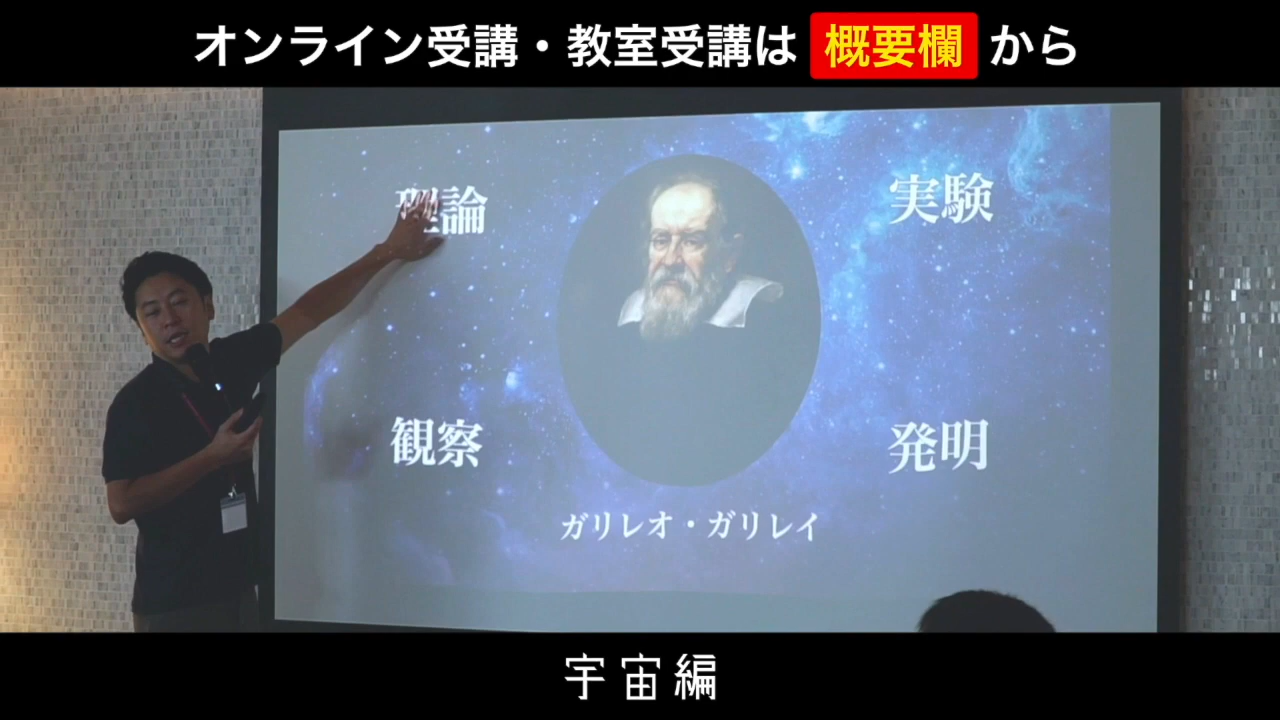 オンライン受講・教室受講は 概要欄 から
理論
実験
観察
発明
ガリレオ・ガリレイ
宇宙編